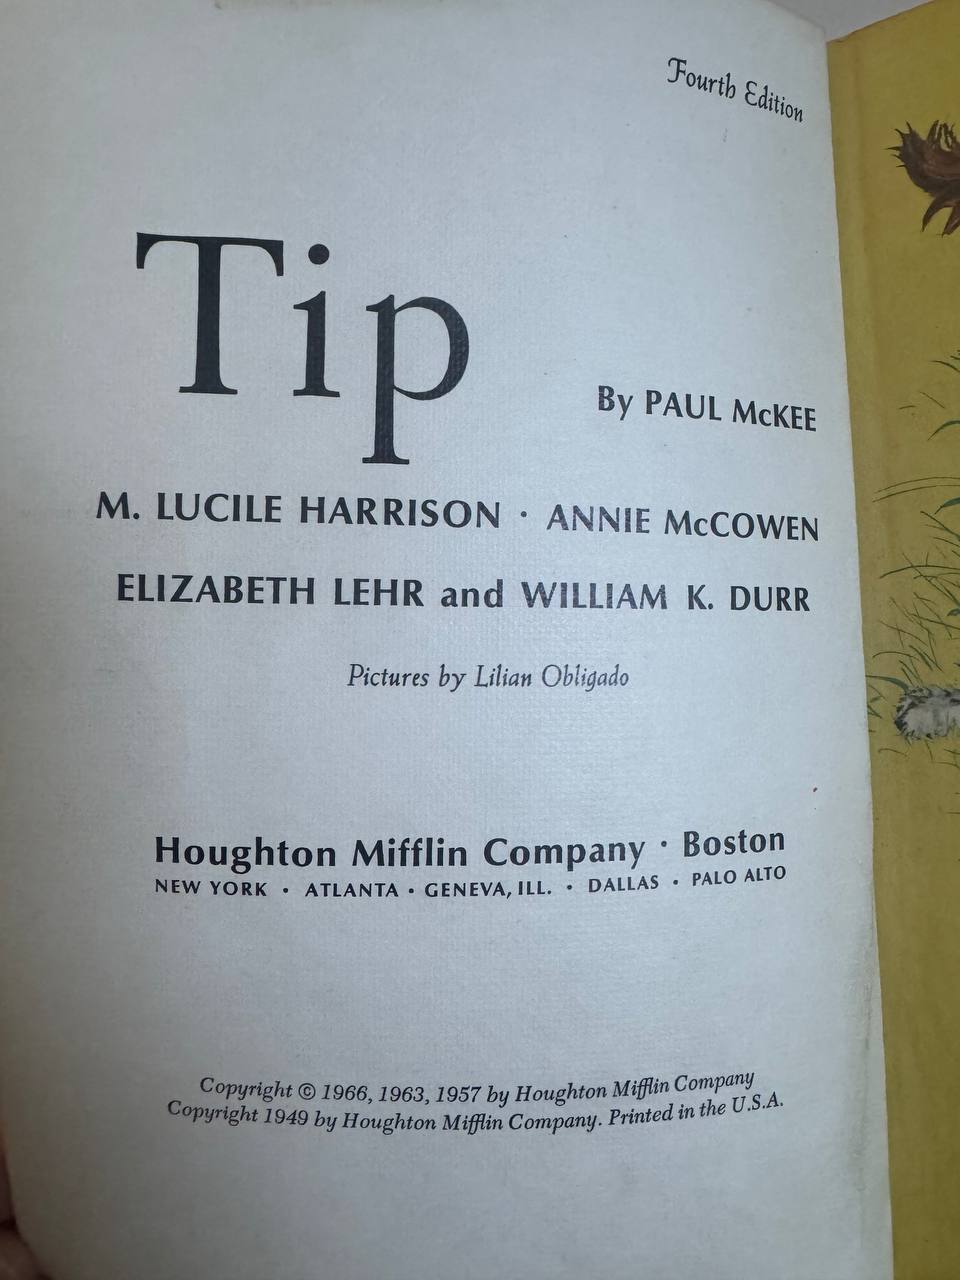 Fourth Edition
Tip
By PAUL McKEE
M. LUCILE HARRISON · ANNIE McCOWEN
ELIZABETH LEHR and WILLIAM K. DURR
Pictures by Lilian Obligado
Houghton Mifflin Company · Boston
NEW YORK · ATLANTA · GENEVA, ILL. · DALLAS · PALO ALTO
Copyright © 1966, 1963, 1957 by Houghton Mifflin Company
Copyright 1949 by Houghton Mifflin Company. Printed in the U.S.A.